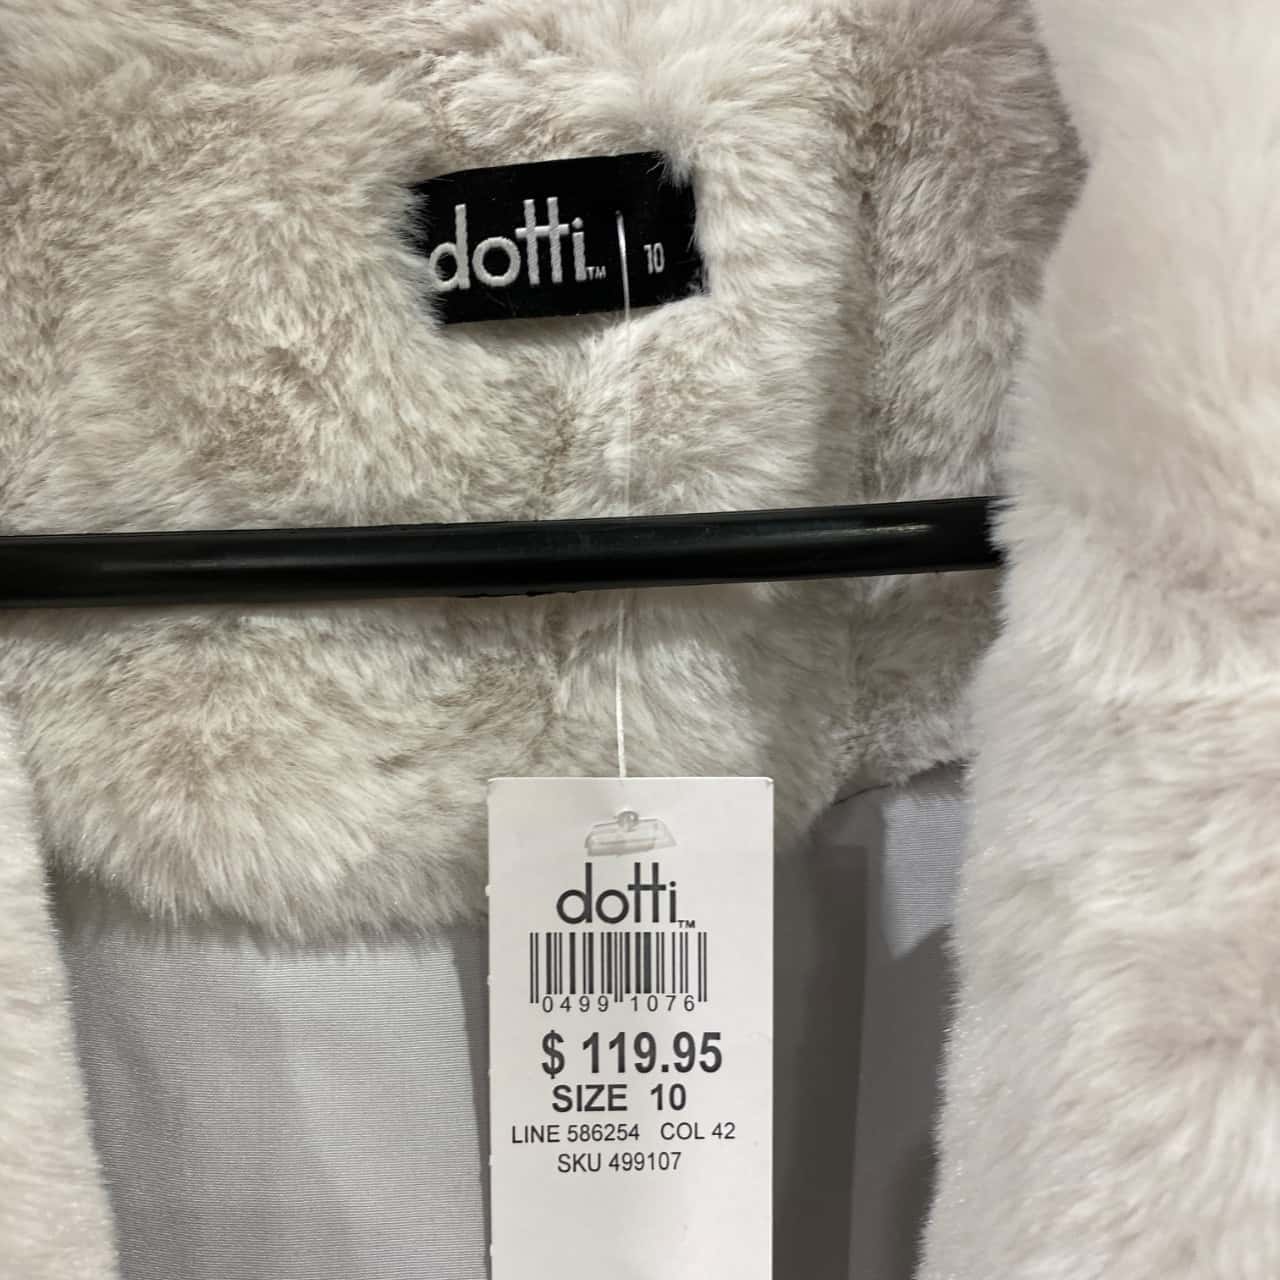 dotti™ | 10
dotti™
0499 1076
$ 119.95
SIZE 10
LINE 586254 COL 42
SKU 499107